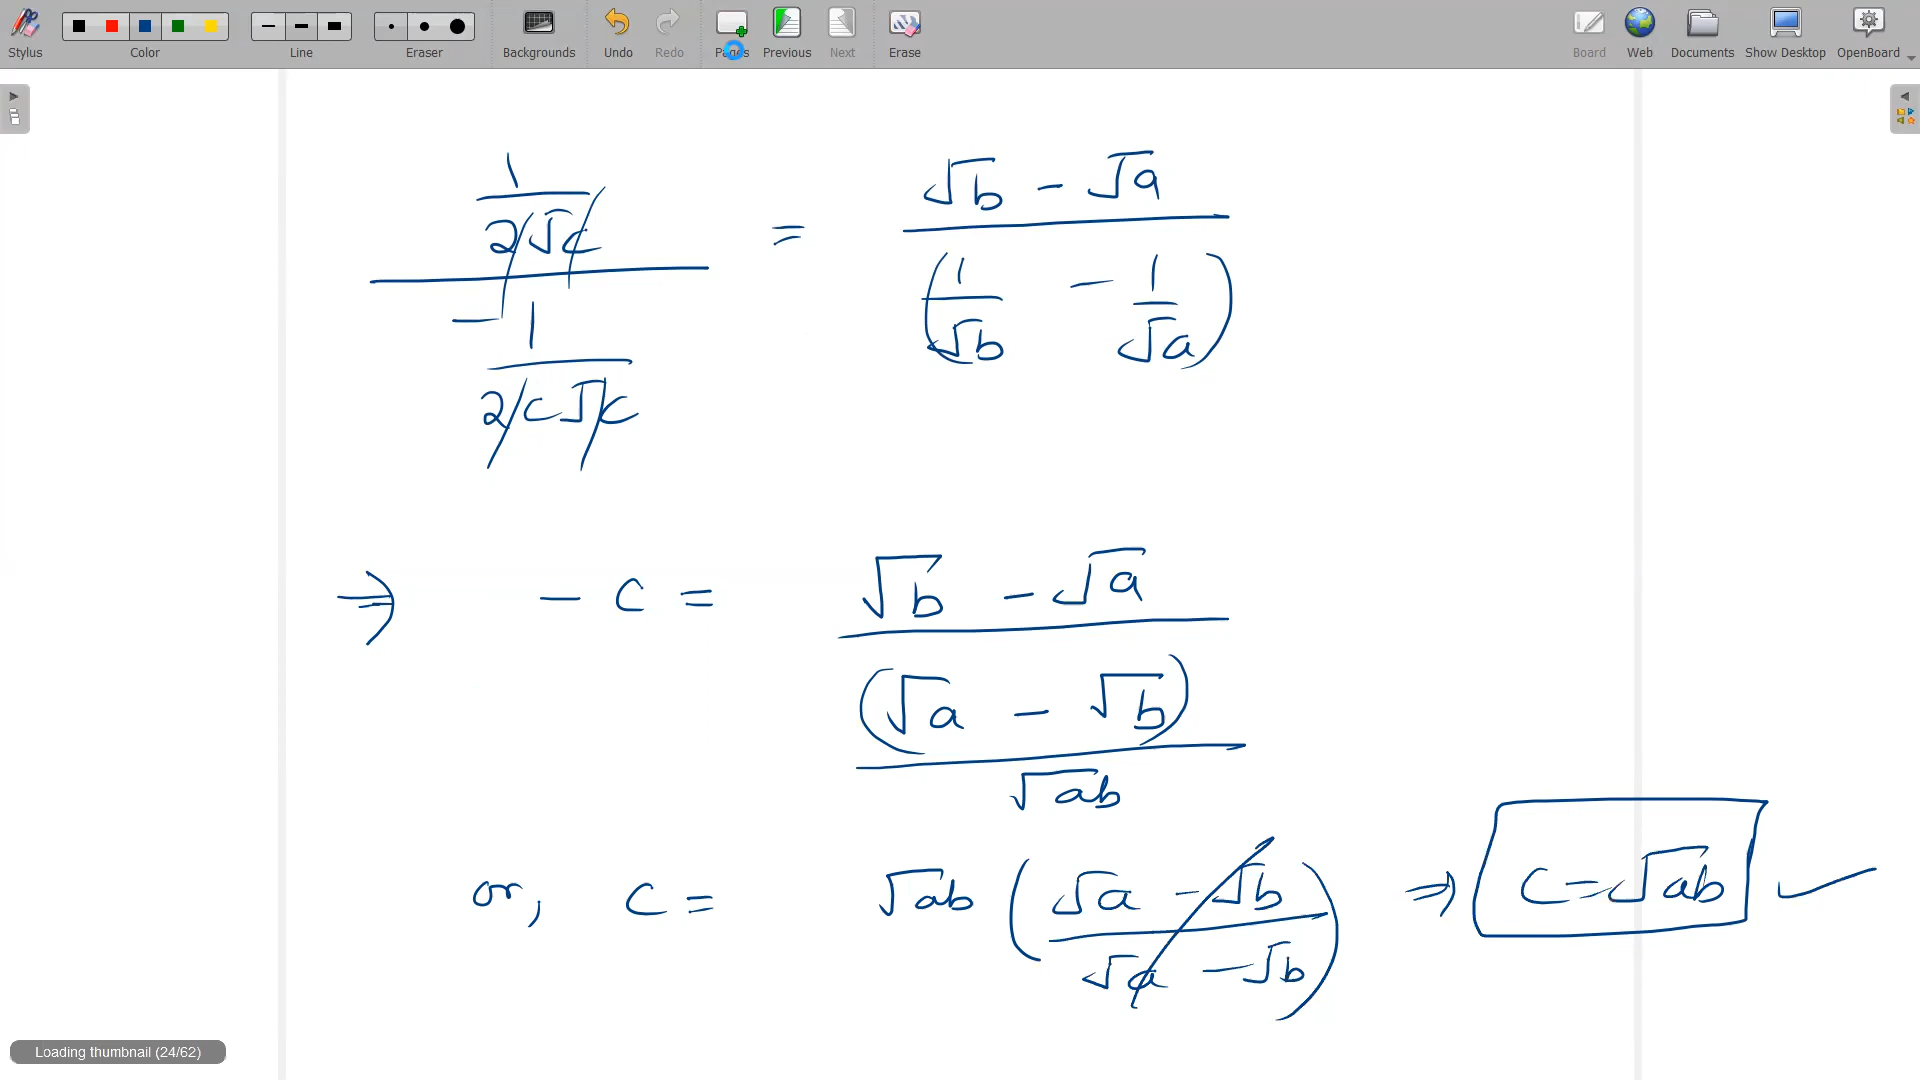 Stylus Color Line Eraser Backgrounds Undo Redo Pages Previous Next Erase Board Web Documents Show Desktop OpenBoard
1/(2√c) / (-1/(2c√c)) = (√b - √a) / (1/√b - 1/√a)
⇒ - c = (√b - √a) / ((√a - √b)/√ab)
or, c = √ab ((√a - √b)/(√a - √b)) ⇒ c = √ab ✓
Loading thumbnail (24/62)